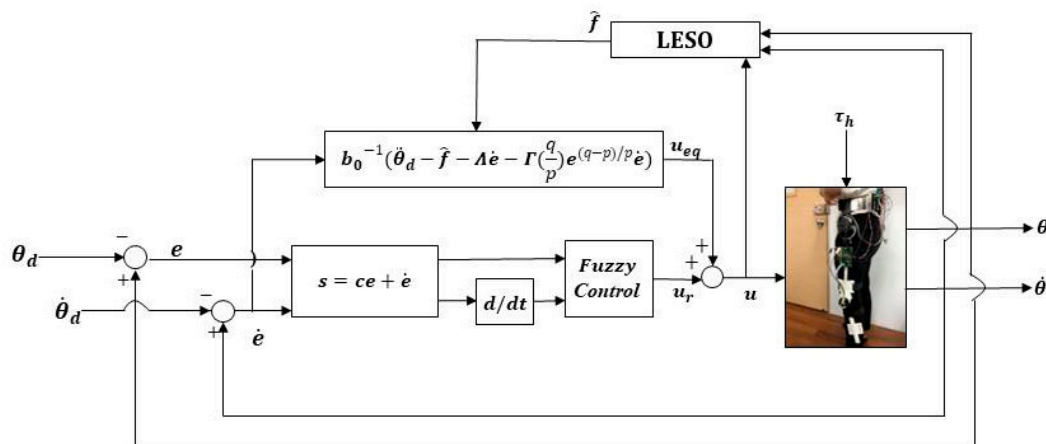 f̂
LESO
τ_h
b₀⁻¹(θ̈_d − f̂ − Λė − Γ(q/p)e^{(q−p)/p}ė)
u_eq
θ_d
−
+
e
s = ce + ė
Fuzzy
Control
+
+
θ
θ̇_d
−
+
ė
d/dt
u_r
u
θ̇